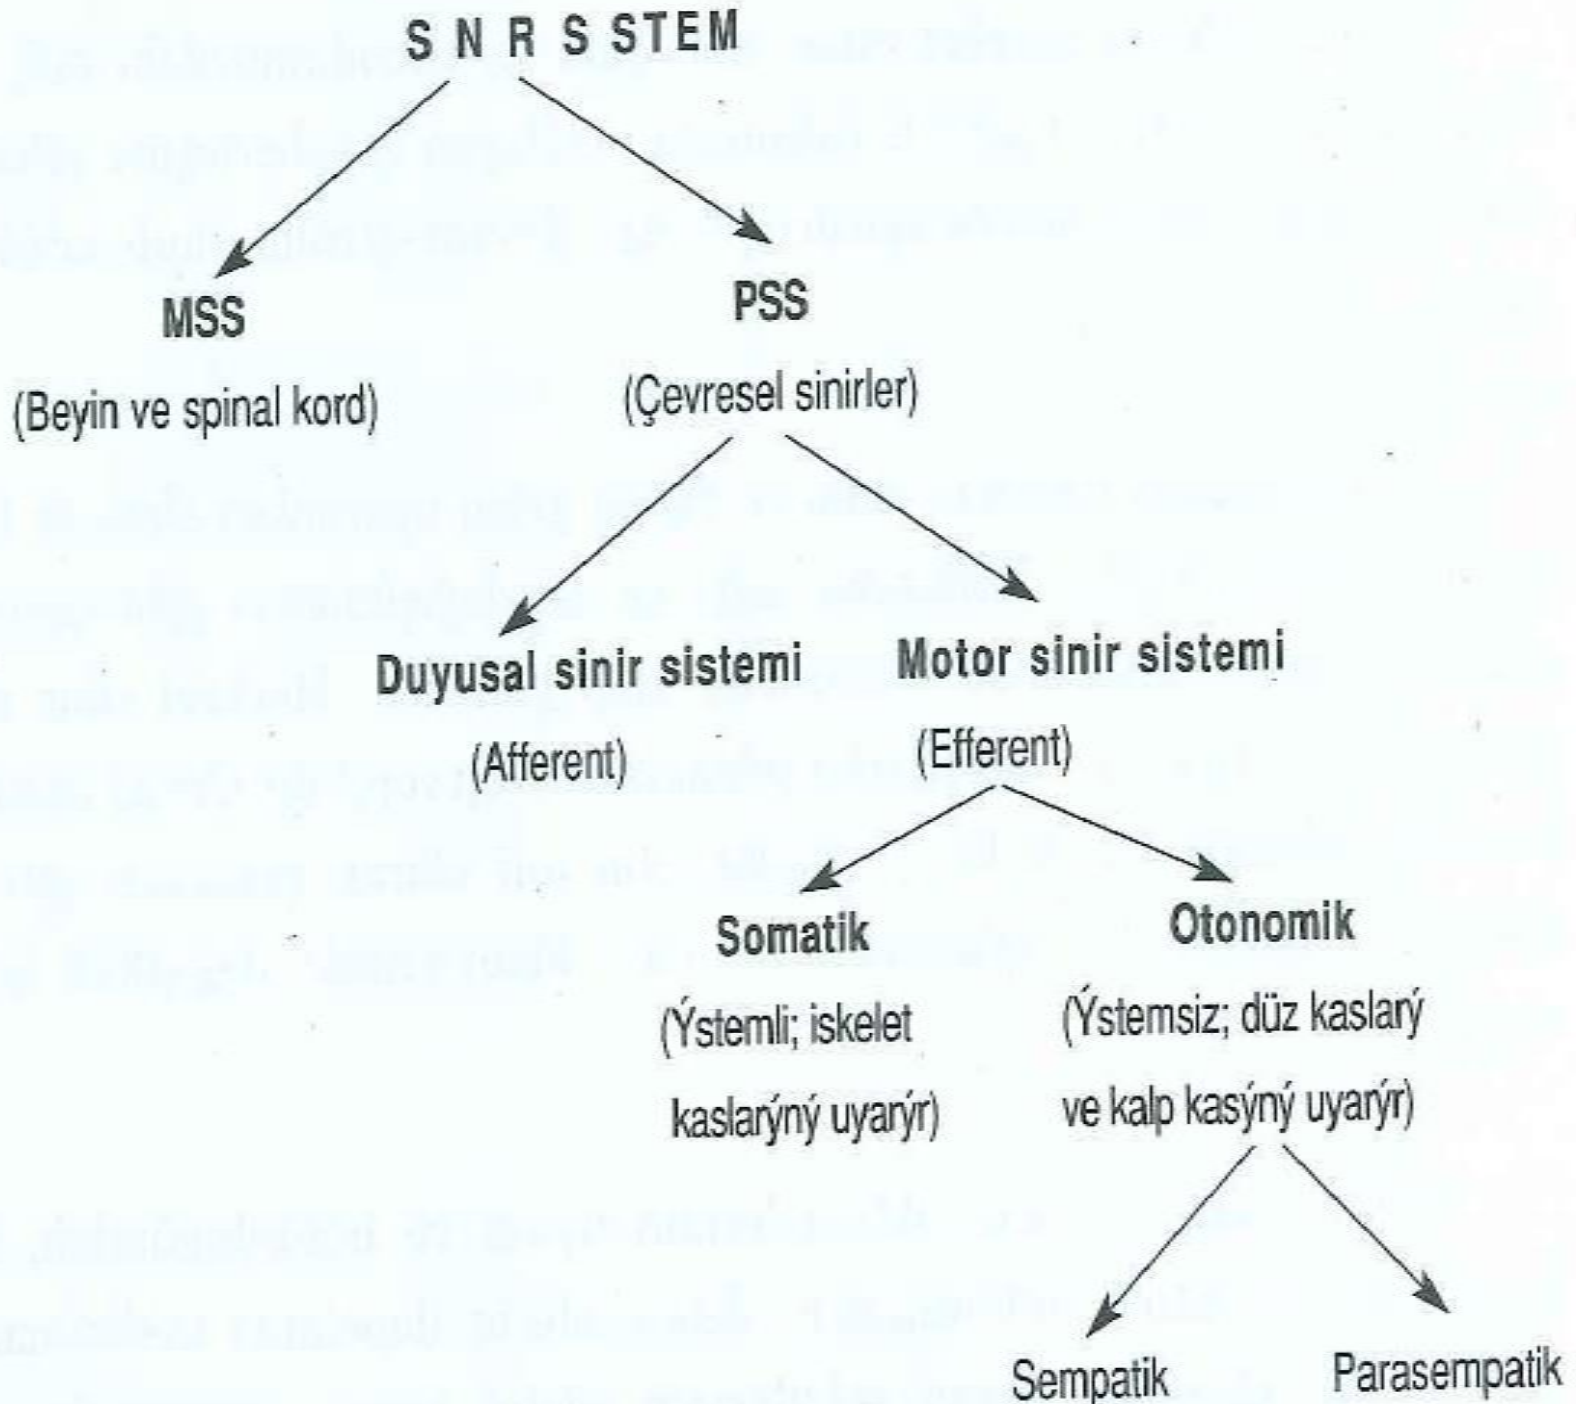 S N R S STEM
MSS
PSS
(Beyin ve spinal kord)
(Çevresel sinirler)
Duyusal sinir sistemi
Motor sinir sistemi
(Afferent)
(Efferent)
Somatik
Otonomik
(Ýstemli; iskelet
kaslarýný uyarýr)
(Ýstemsiz; düz kaslarý
ve kalp kasýný uyarýr)
Sempatik
Parasempatik